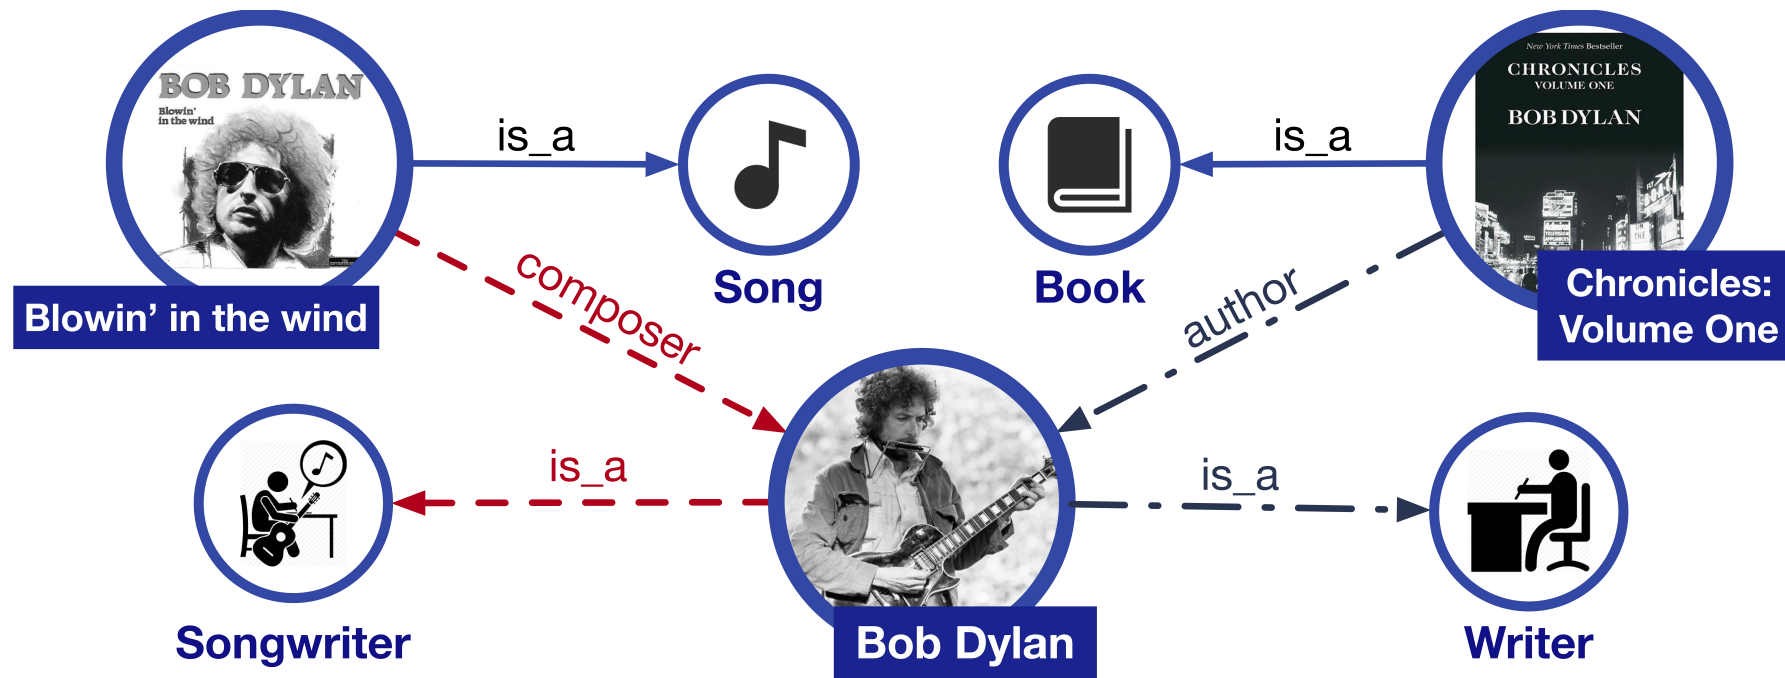 BOB DYLAN
Blowin'
in the wind
Blowin’ in the wind
is_a
Song
is_a
Book
New York Times Bestseller
CHRONICLES
VOLUME ONE
BOB DYLAN
Chronicles:
Volume One
composer
author
is_a
Songwriter
Bob Dylan
is_a
Writer